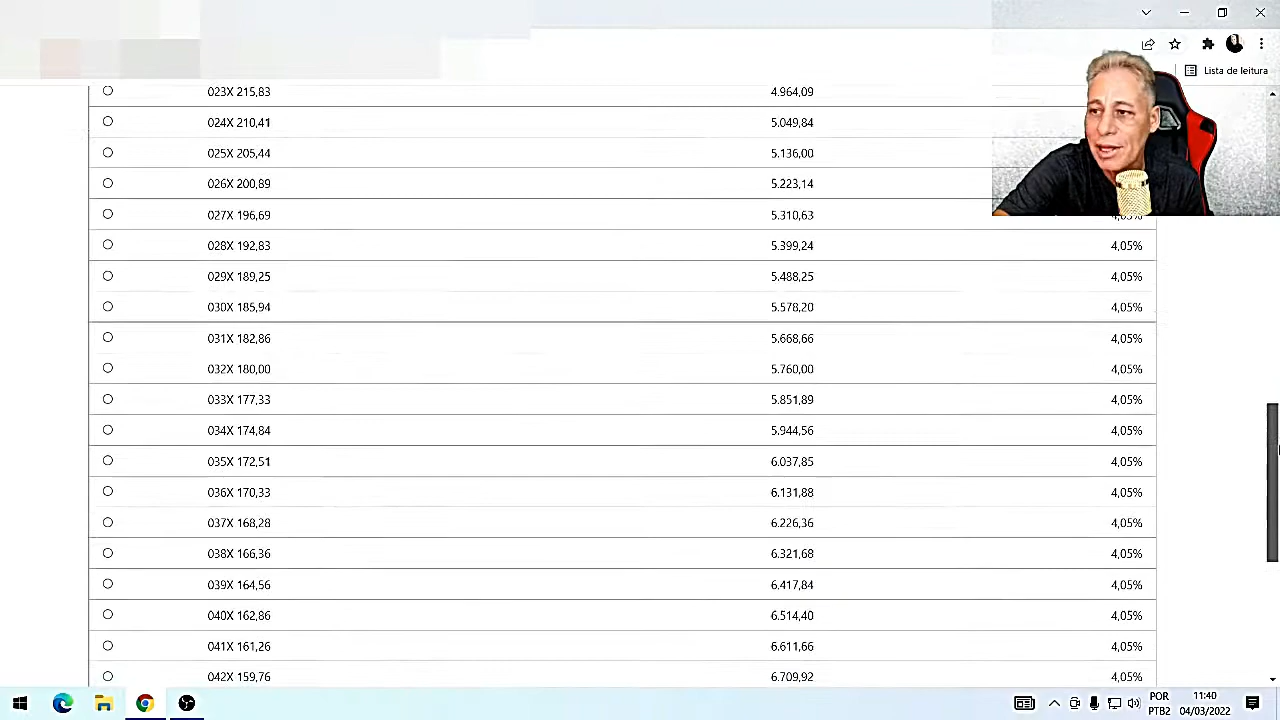 Lista de leitura
023X 215,83 4.964,09
024X 210,41 5.049,84
025X 205,44 5.136,00
026X 200,89 5.223,14
027X 196,69 5.310,63 4,05%
028X 192,83 5.399,24 4,05%
029X 189,25 5.488,25 4,05%
030X 185,94 5.578,20 4,05%
031X 182,86 5.668,66 4,05%
032X 180,00 5.760,00 4,05%
033X 177,33 5.851,89 4,05%
034X 174,84 5.944,56 4,05%
035X 172,51 6.037,85 4,05%
036X 170,33 6.131,88 4,05%
037X 168,28 6.226,36 4,05%
038X 166,36 6.321,68 4,05%
039X 164,56 6.417,84 4,05%
040X 162,86 6.514,40 4,05%
041X 161,26 6.611,66 4,05%
042X 159,76 6.709,92 4,05%
POR 11:40
PTB2 04/03/2022